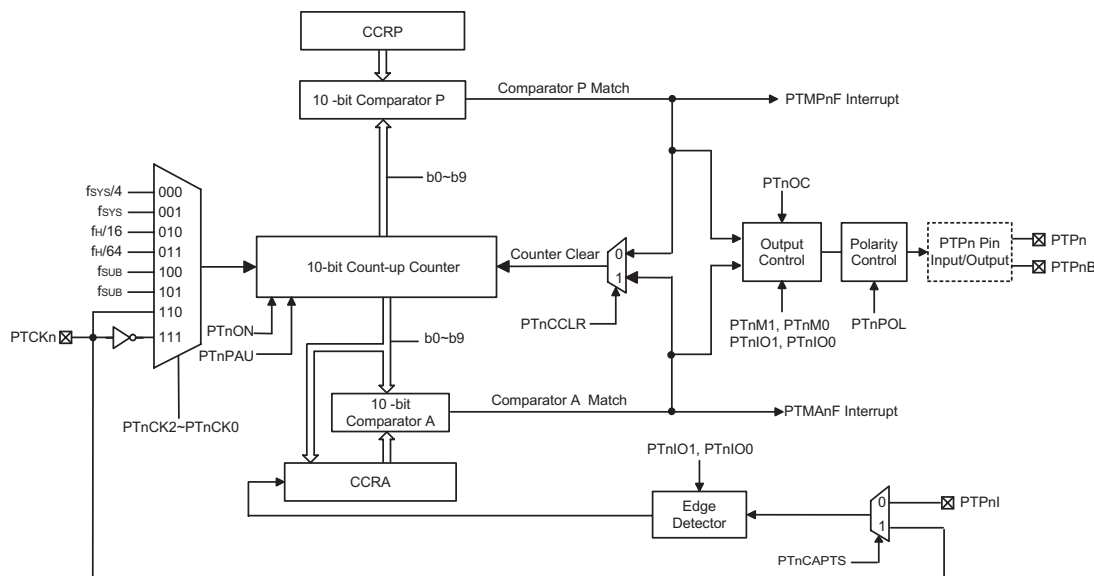 CCRP
10 -bit Comparator P
Comparator P Match
PTMPnF Interrupt
b0~b9
PTnOC
fSYS/4
000
fSYS
001
fH/16
010
fH/64
011
fSUB
100
fSUB
101
110
111
PTCKn
PTnCK2~PTnCK0
10-bit Count-up Counter
PTnON
PTnPAU
Counter Clear
0
1
PTnCCLR
Output
Control
Polarity
Control
PTPn Pin
Input/Output
PTPn
PTPnB
PTnM1, PTnM0
PTnIO1, PTnIO0
PTnPOL
b0~b9
10 -bit
Comparator A
Comparator A Match
PTMAnF Interrupt
CCRA
PTnIO1, PTnIO0
Edge
Detector
0
1
PTPnI
PTnCAPTS